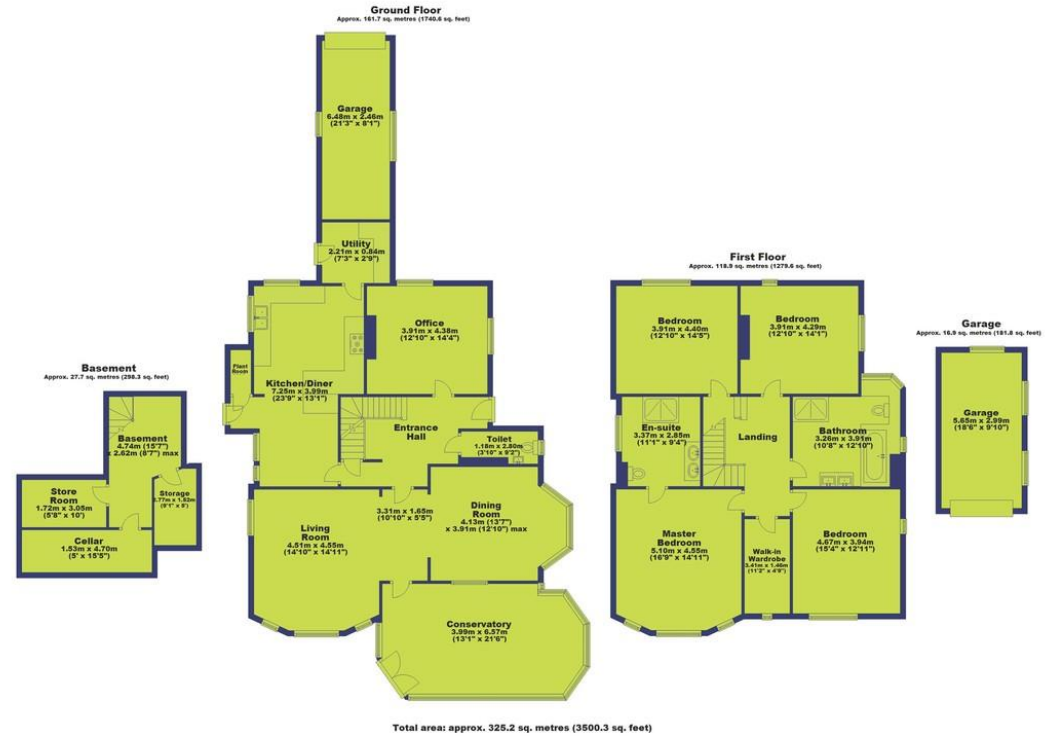 Ground Floor
Approx. 161.7 sq. metres (1740.6 sq. feet)
Garage
6.48m x 2.46m
(21'3" x 8'1")
Utility
2.21m x 0.84m
(7'3" x 2'9")
Office
3.91m x 4.38m
(12'10" x 14'4")
Plant
Room
Kitchen/Diner
7.25m x 3.99m
(23'9" x 13'1")
Entrance
Hall
Toilet
1.18m x 2.80m
(3'10" x 9'2")
3.31m x 1.65m
(10'10" x 5'5")
Dining
Room
4.13m (13'7")
x 3.91m (12'10") max
Living
Room
4.51m x 4.55m
(14'10" x 14'11")
Conservatory
3.99m x 6.57m
(13'1" x 21'6")
Basement
Approx. 27.7 sq. metres (298.3 sq. feet)
Basement
4.74m (15'7")
x 2.62m (8'7") max
Store
Room
1.72m x 3.05m
(5'8" x 10')
Storage
(9'1" x 6')
Cellar
1.53m x 4.70m
(5' x 15'5")
First Floor
Approx. 118.9 sq. metres (1279.6 sq. feet)
Bedroom
3.91m x 4.40m
(12'10" x 14'5")
Bedroom
3.91m x 4.29m
(12'10" x 14'1")
En-suite
3.37m x 2.85m
(11'1" x 9'4")
Landing
Bathroom
3.26m x 3.91m
(10'8" x 12'10")
Master
Bedroom
5.10m x 4.55m
(16'9" x 14'11")
Walk-in
Wardrobe
3.41m x 1.46m
(11'2" x 4'9")
Bedroom
4.67m x 3.94m
(15'4" x 12'11")
Garage
Approx. 16.9 sq. metres (181.8 sq. feet)
Garage
5.65m x 2.99m
(18'6" x 9'10")
Total area: approx. 325.2 sq. metres (3500.3 sq. feet)